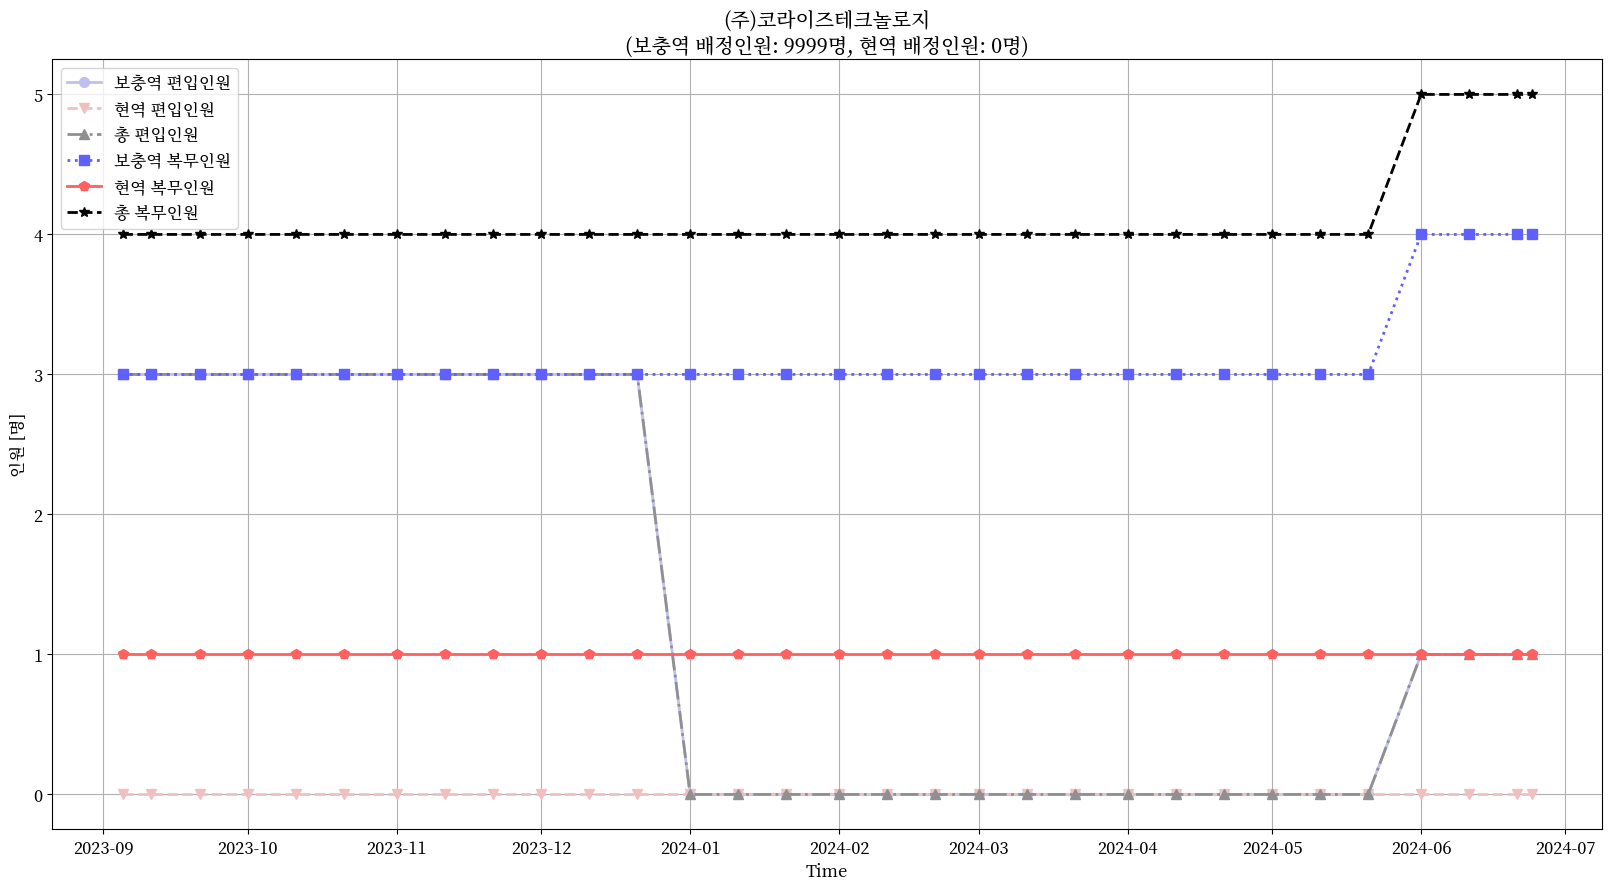 (주)코라이즈테크놀로지
(보충역 배정인원: 9999명, 현역 배정인원: 0명)
보충역 편입인원
현역 편입인원
총 편입인원
보충역 복무인원
현역 복무인원
총 복무인원
5
4
3
2
1
0
인원 [명]
2023-09 2023-10 2023-11 2023-12 2024-01 2024-02 2024-03 2024-04 2024-05 2024-06 2024-07
Time